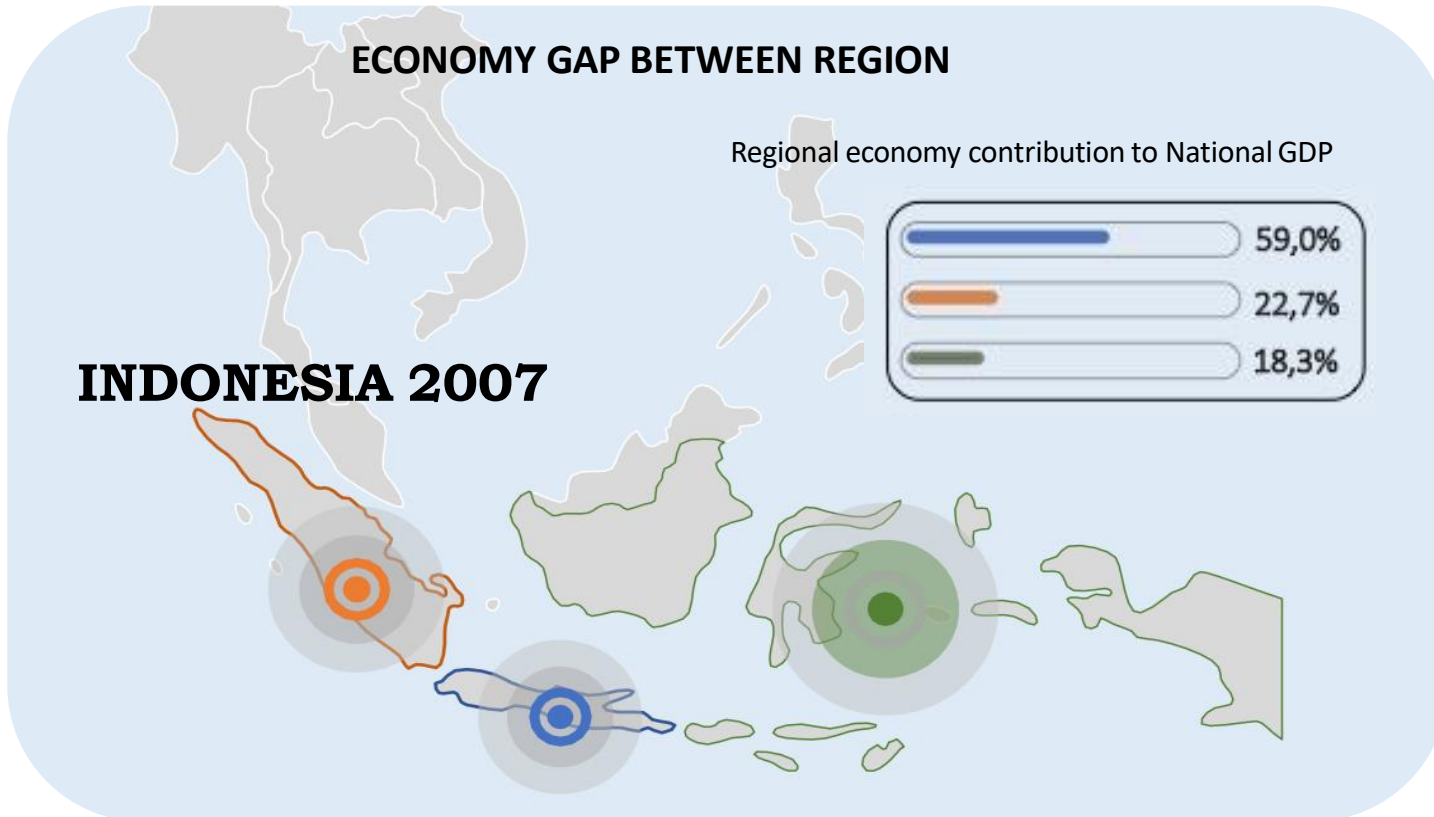 ECONOMY GAP BETWEEN REGION
Regional economy contribution to National GDP
59,0%
22,7%
18,3%
INDONESIA 2007